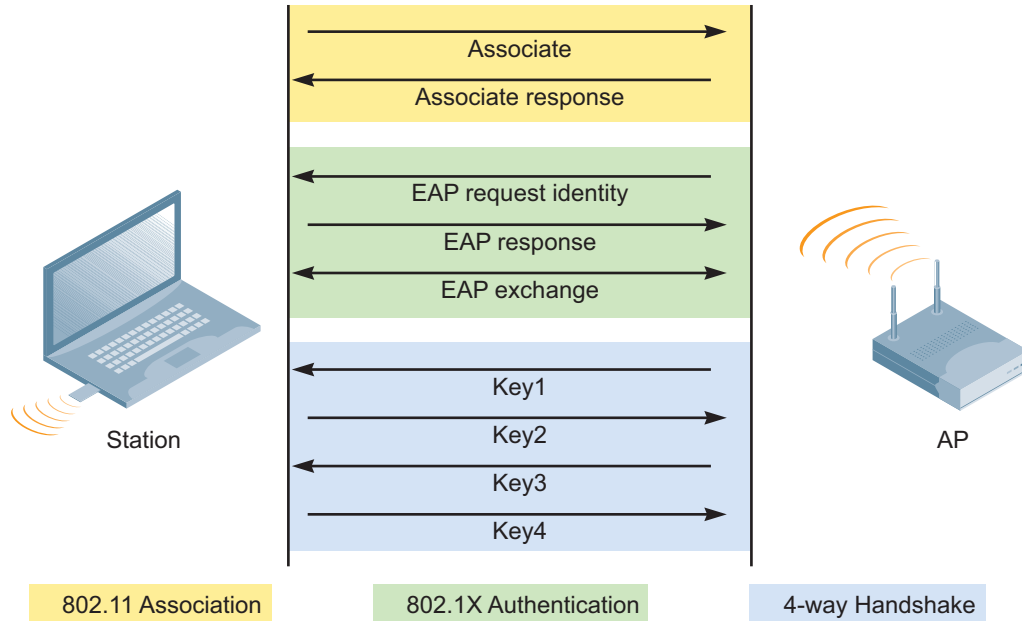 Associate
Associate response
EAP request identity
EAP response
EAP exchange
Key1
Key2
Key3
Key4
Station
AP
802.11 Association
802.1X Authentication
4-way Handshake